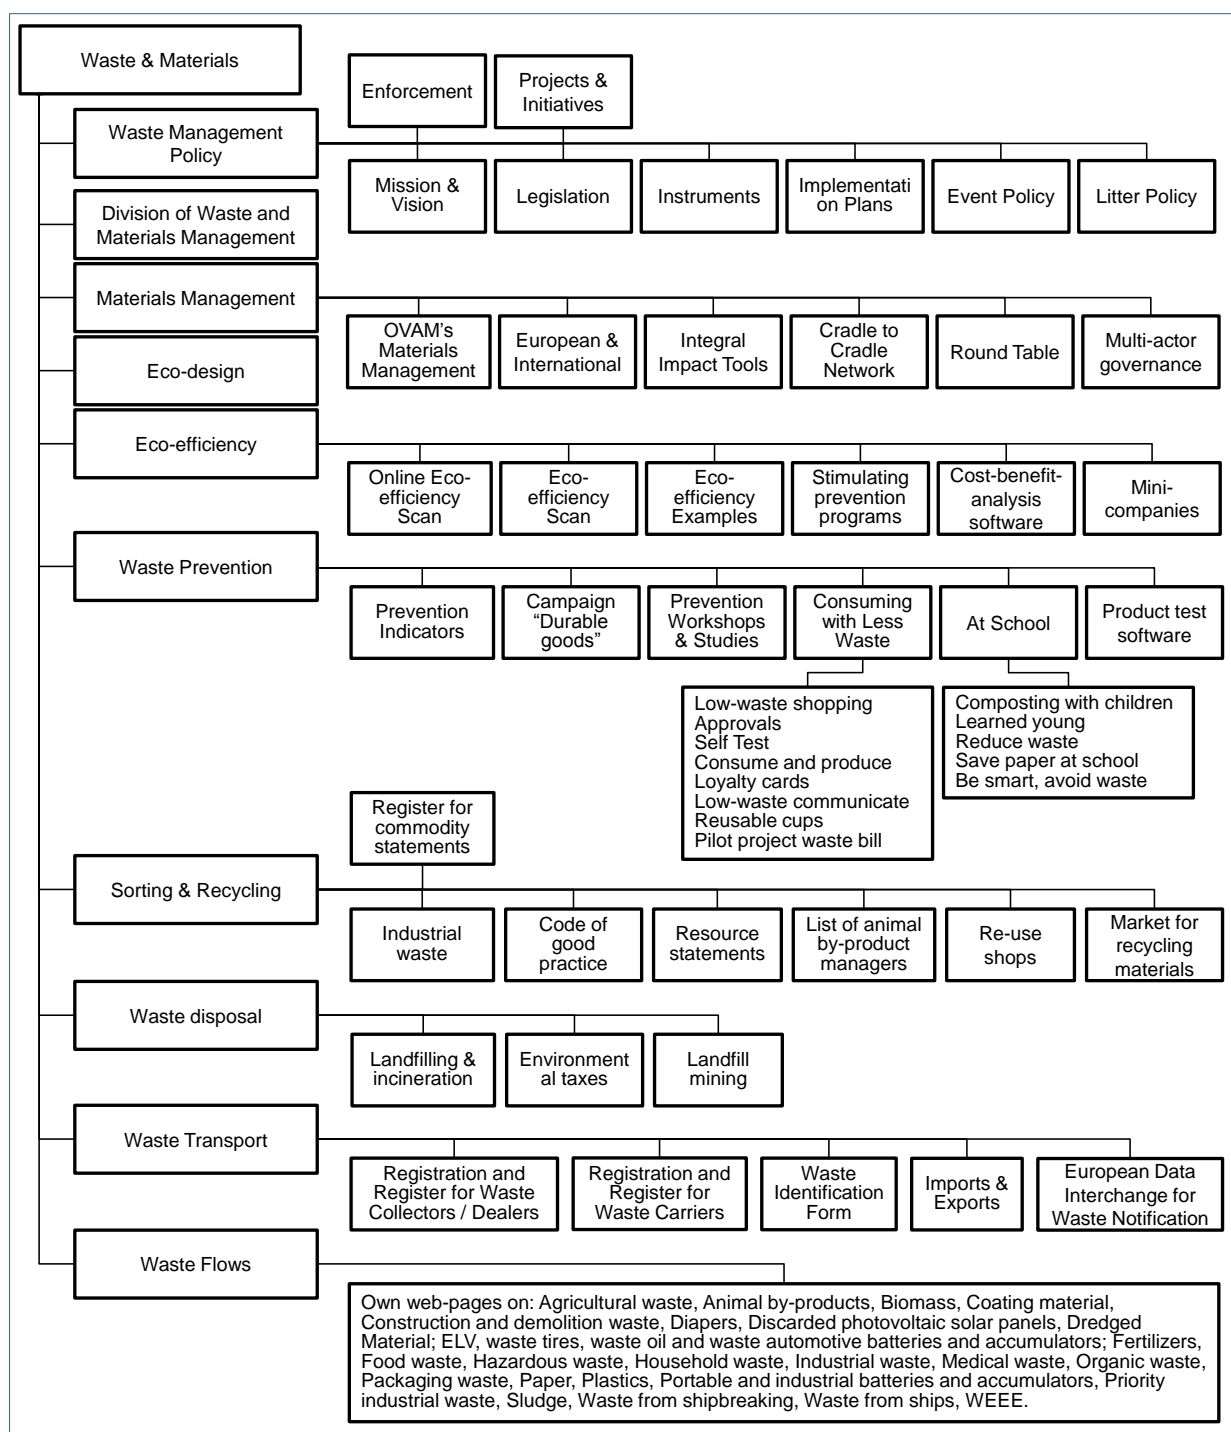 Waste & Materials
Enforcement
Projects &
Initiatives
Waste Management
Policy
Mission &
Vision
Legislation
Instruments
Implementati
on Plans
Event Policy
Litter Policy
Division of Waste and
Materials Management
Materials Management
OVAM's
Materials
Management
European &
International
Integral
Impact Tools
Cradle to
Cradle
Network
Round Table
Multi-actor
governance
Eco-design
Eco-efficiency
Online Eco-
efficiency
Scan
Eco-
efficiency
Scan
Eco-
efficiency
Examples
Stimulating
prevention
programs
Cost-benefit-
analysis
software
Mini-
companies
Waste Prevention
Prevention
Indicators
Campaign
“Durable
goods”
Prevention
Workshops
& Studies
Consuming
with Less
Waste
At School
Product test
software
Low-waste shopping
Approvals
Self Test
Consume and produce
Loyalty cards
Low-waste communicate
Reusable cups
Pilot project waste bill
Composting with children
Learned young
Reduce waste
Save paper at school
Be smart, avoid waste
Register for
commodity
statements
Sorting & Recycling
Industrial
waste
Code of
good
practice
Resource
statements
List of animal
by-product
managers
Re-use
shops
Market for
recycling
materials
Waste disposal
Landfilling &
incineration
Environment
al taxes
Landfill
mining
Waste Transport
Registration and
Register for Waste
Collectors / Dealers
Registration and
Register for
Waste Carriers
Waste
Identification
Form
Imports &
Exports
European Data
Interchange for
Waste Notification
Waste Flows
Own web-pages on: Agricultural waste, Animal by-products, Biomass, Coating material,
Construction and demolition waste, Diapers, Discarded photovoltaic solar panels, Dredged
Material; ELV, waste tires, waste oil and waste automotive batteries and accumulators; Fertilizers,
Food waste, Hazardous waste, Household waste, Industrial waste, Medical waste, Organic waste,
Packaging waste, Paper, Plastics, Portable and industrial batteries and accumulators, Priority
industrial waste, Sludge, Waste from shipbreaking, Waste from ships, WEEE.